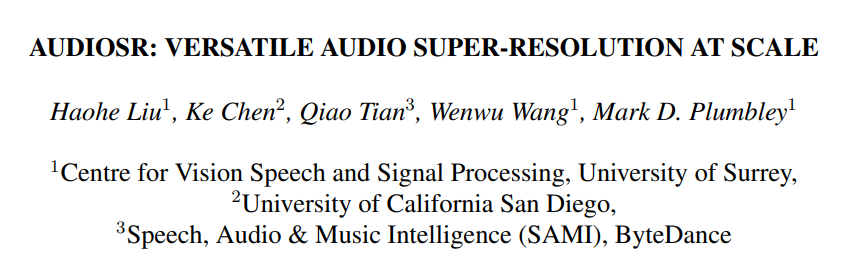 AUDIOSR: VERSATILE AUDIO SUPER-RESOLUTION AT SCALE
Haohe Liu¹, Ke Chen², Qiao Tian³, Wenwu Wang¹, Mark D. Plumbley¹
¹Centre for Vision Speech and Signal Processing, University of Surrey,
²University of California San Diego,
³Speech, Audio & Music Intelligence (SAMI), ByteDance